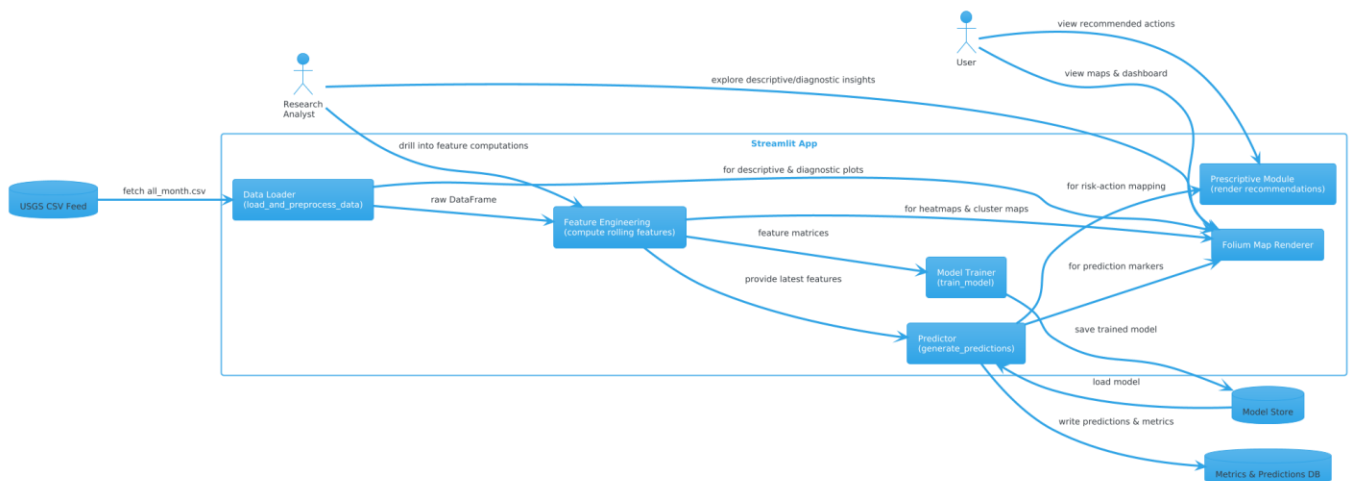 view recommended actions
User
view maps & dashboard
explore descriptive/diagnostic insights
Research
Analyst
Streamlit App
drill into feature computations
for descriptive & diagnostic plots
Prescriptive Module
(render recommendations)
for risk-action mapping
fetch all_month.csv
USGS CSV Feed
Data Loader
(load_and_preprocess_data)
raw DataFrame
Feature Engineering
(compute rolling features)
for heatmaps & cluster maps
Folium Map Renderer
feature matrices
for prediction markers
Model Trainer
(train_model)
provide latest features
Predictor
(generate_predictions)
save trained model
load model
Model Store
write predictions & metrics
Metrics & Predictions DB